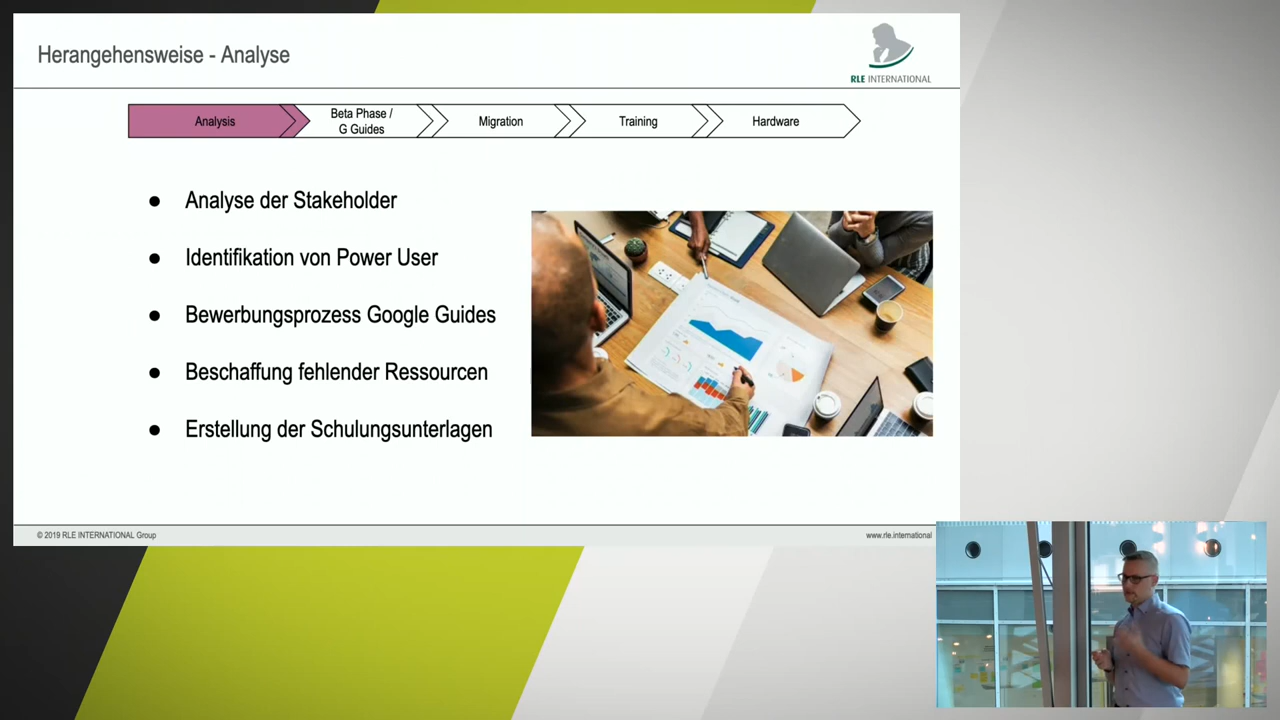 Herangehensweise - Analyse
RLE INTERNATIONAL
Analysis
Beta Phase /
G Guides
Migration
Training
Hardware
● Analyse der Stakeholder
● Identifikation von Power User
● Bewerbungsprozess Google Guides
● Beschaffung fehlender Ressourcen
● Erstellung der Schulungsunterlagen
© 2019 RLE INTERNATIONAL Group
www.rle.international